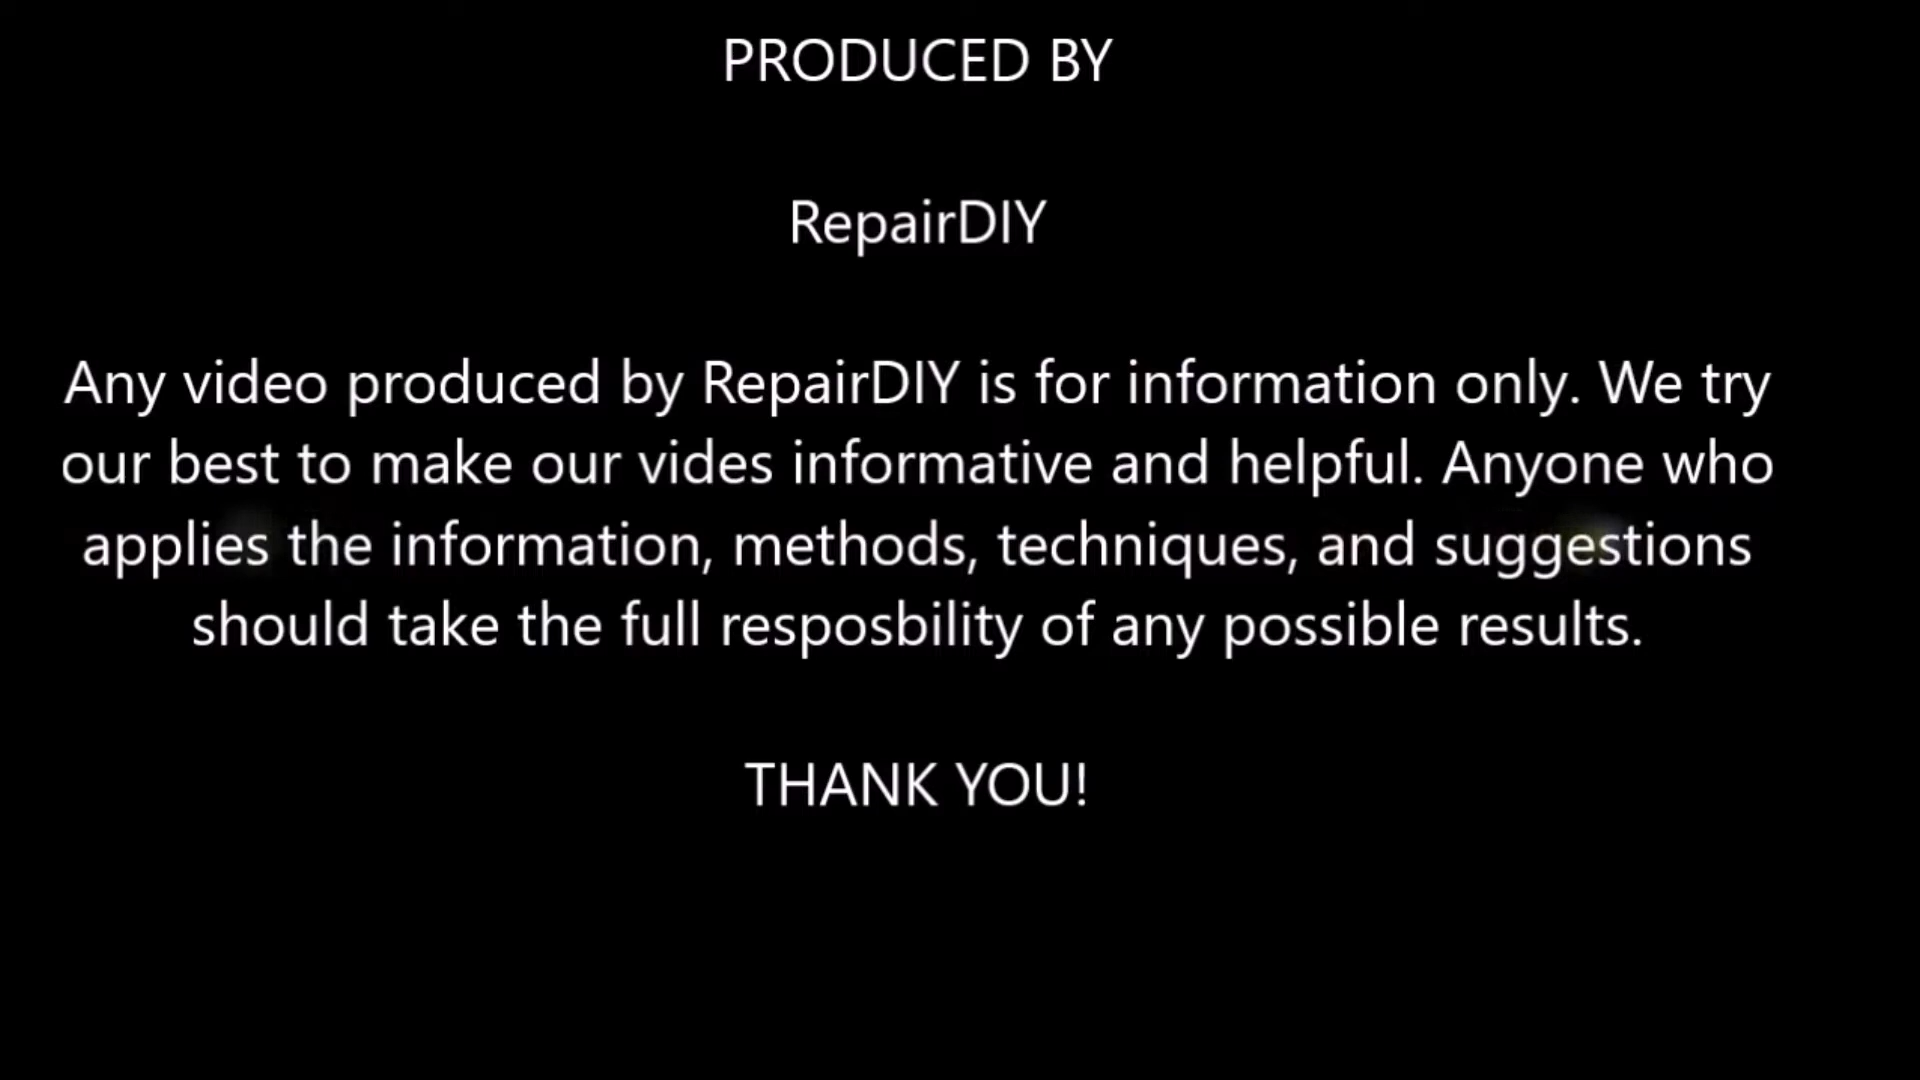 PRODUCED BY
RepairDIY
Any video produced by RepairDIY is for information only. We try
our best to make our vides informative and helpful. Anyone who
applies the information, methods, techniques, and suggestions
should take the full resposbility of any possible results.
THANK YOU!